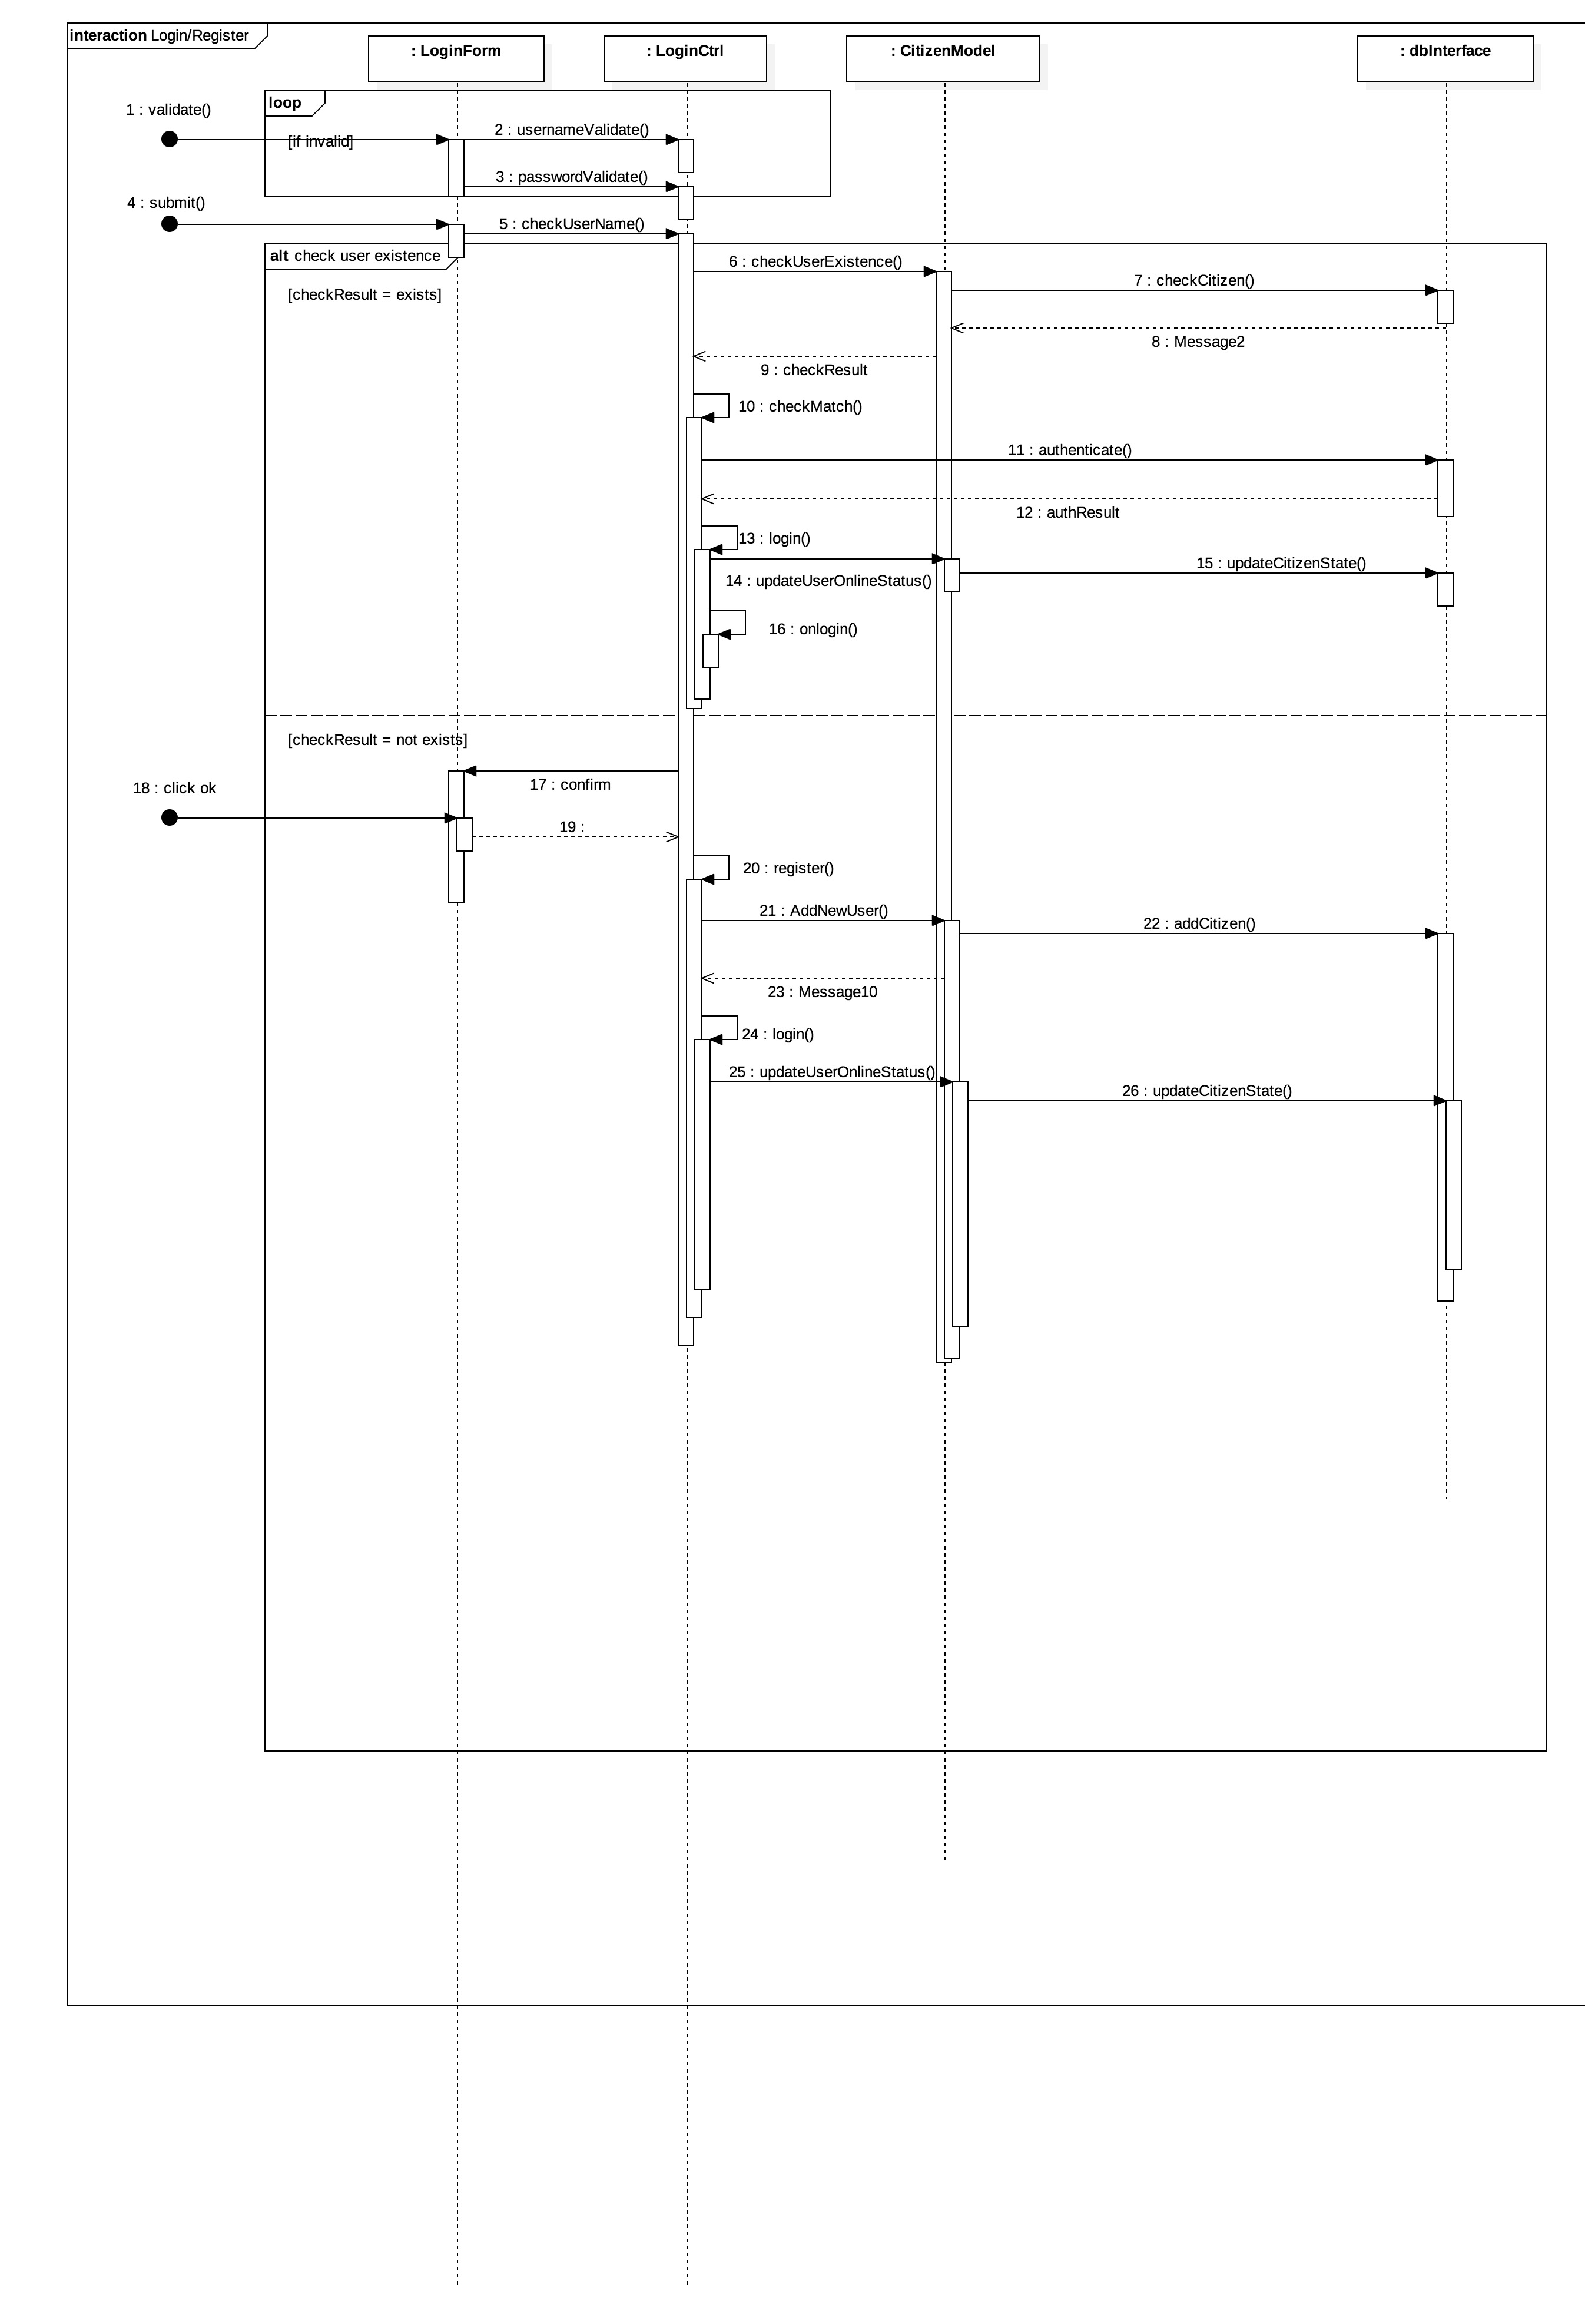 interaction Login/Register
: LoginForm
: LoginCtrl
: CitizenModel
: dbInterface
loop
1 : validate()
[if invalid]
2 : usernameValidate()
3 : passwordValidate()
4 : submit()
5 : checkUserName()
alt check user existence
6 : checkUserExistence()
7 : checkCitizen()
[checkResult = exists]
8 : Message2
9 : checkResult
10 : checkMatch()
11 : authenticate()
12 : authResult
13 : login()
14 : updateUserOnlineStatus()
15 : updateCitizenState()
16 : onlogin()
[checkResult = not exists]
17 : confirm
18 : click ok
19 :
20 : register()
21 : AddNewUser()
22 : addCitizen()
23 : Message10
24 : login()
25 : updateUserOnlineStatus()
26 : updateCitizenState()